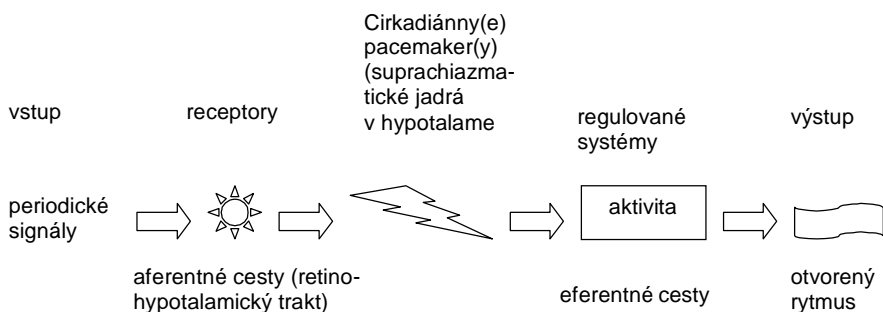 Cirkadiánny(e)
pacemaker(y)
(suprachiazma-
tické jadrá
v hypotalame
vstup
receptory
regulované
systémy
výstup
periodické
signály
aktivita
aferentné cesty (retino-
hypotalamický trakt)
eferentné cesty
otvorený
rytmus